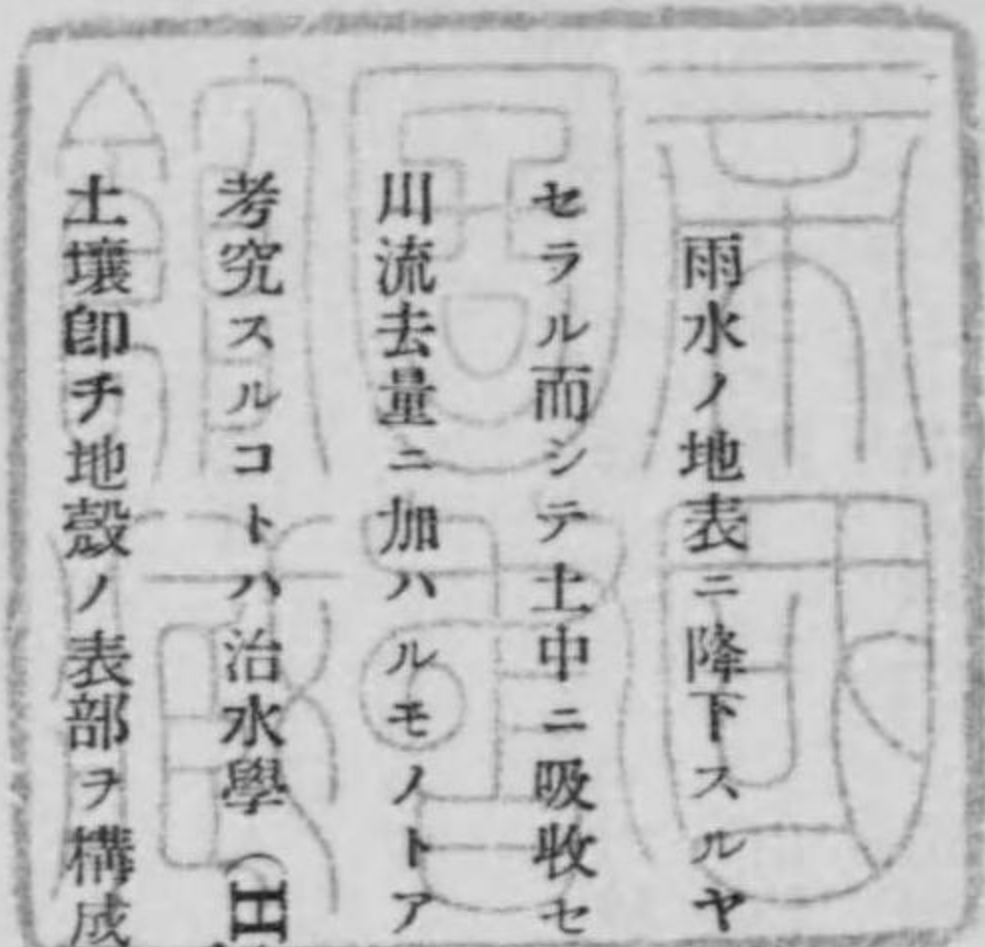 雨水ノ地表ニ降下スルヤ
セラル而シテ土中ニ吸收セ
川流去量ニ加ハルモノトア
考究スルコトハ治水學（H
土壤卽チ地殼ノ表部ヲ構成